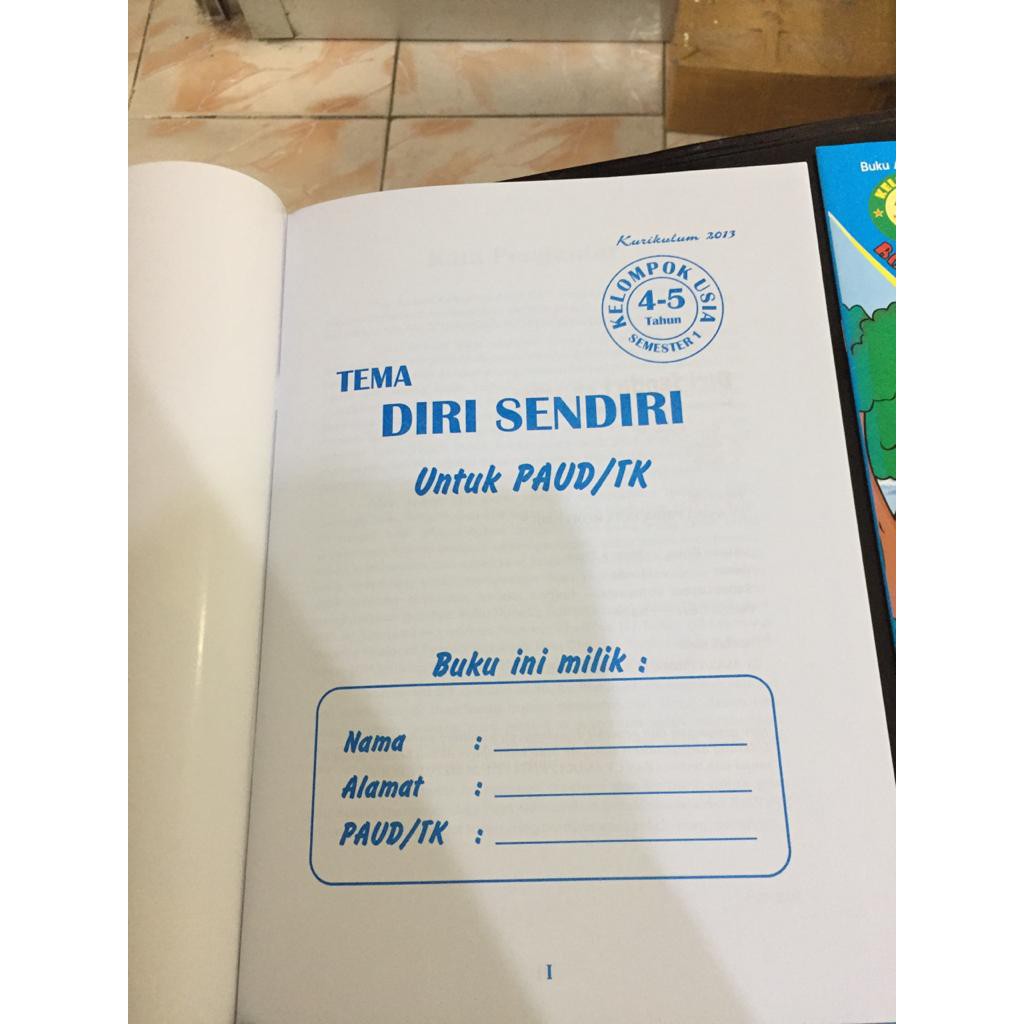 Kurikulum 2013
KELOMPOK USIA
4-5
Tahun
SEMESTER 1
TEMA
DIRI SENDIRI
Untuk PAUD/TK
Buku ini milik :
Nama :
Alamat :
PAUD/TK :
I
Buku